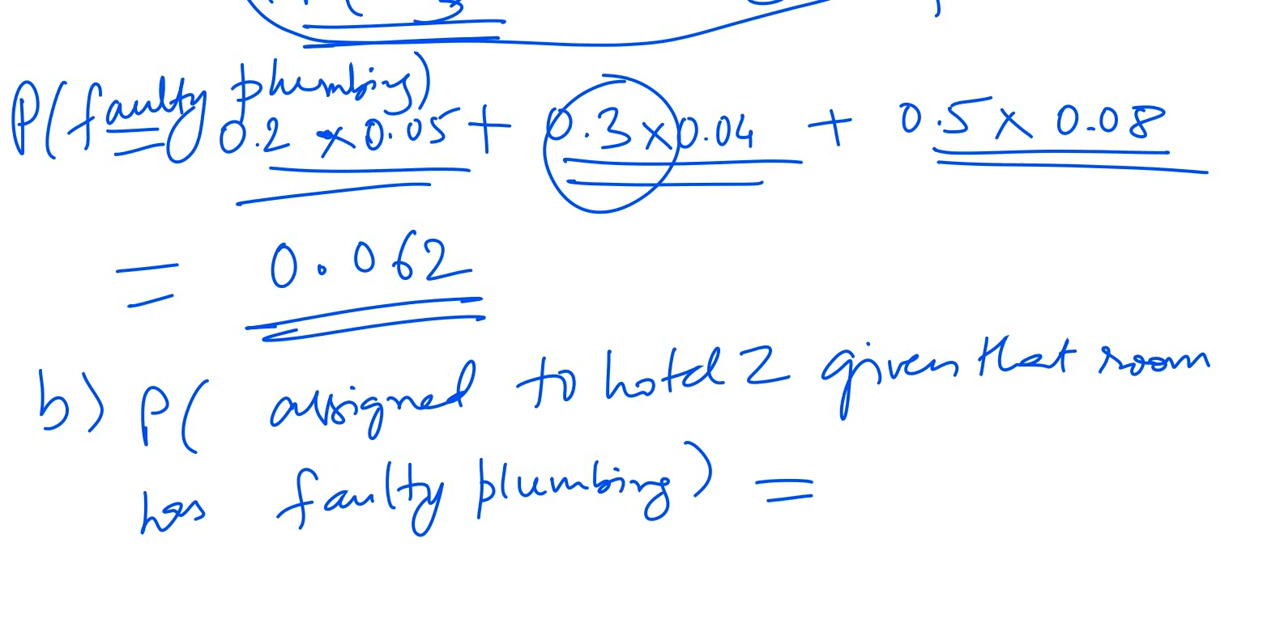 P(faulty plumbing)
0.2 × 0.05 + 0.3 × 0.04 + 0.5 × 0.08
= 0.062
b) P( assigned to hotel 2 given that room
has faulty plumbing) =